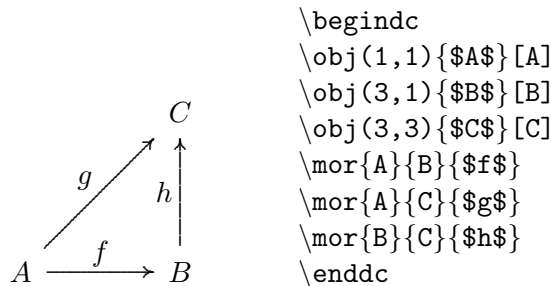 C
g
h
f
A
B
\begindc
\obj(1,1){$A$}[A]
\obj(3,1){$B$}[B]
\obj(3,3){$C$}[C]
\mor{A}{B}{$f$}
\mor{A}{C}{$g$}
\mor{B}{C}{$h$}
\enddc